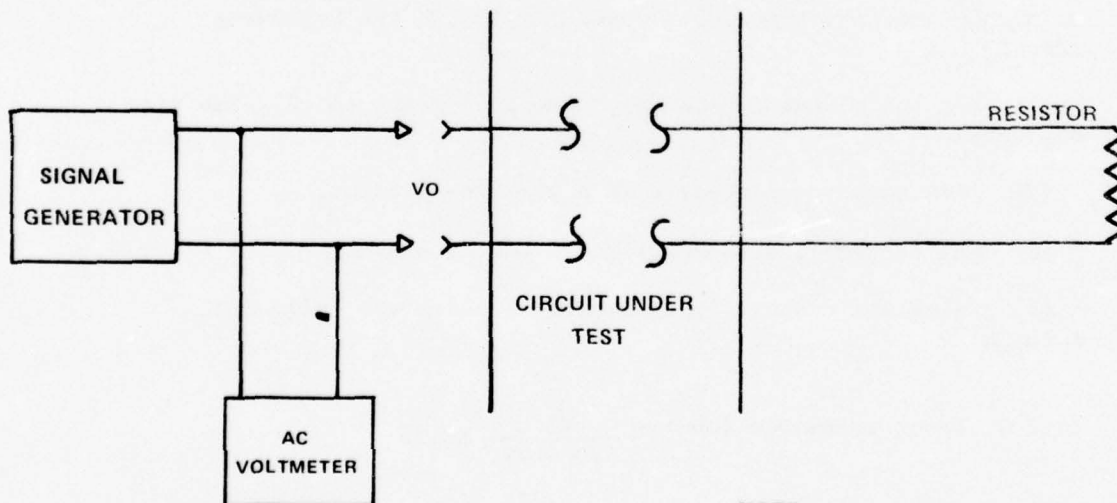 RESISTOR
SIGNAL
GENERATOR
VO
CIRCUIT UNDER
TEST
AC
VOLTMETER